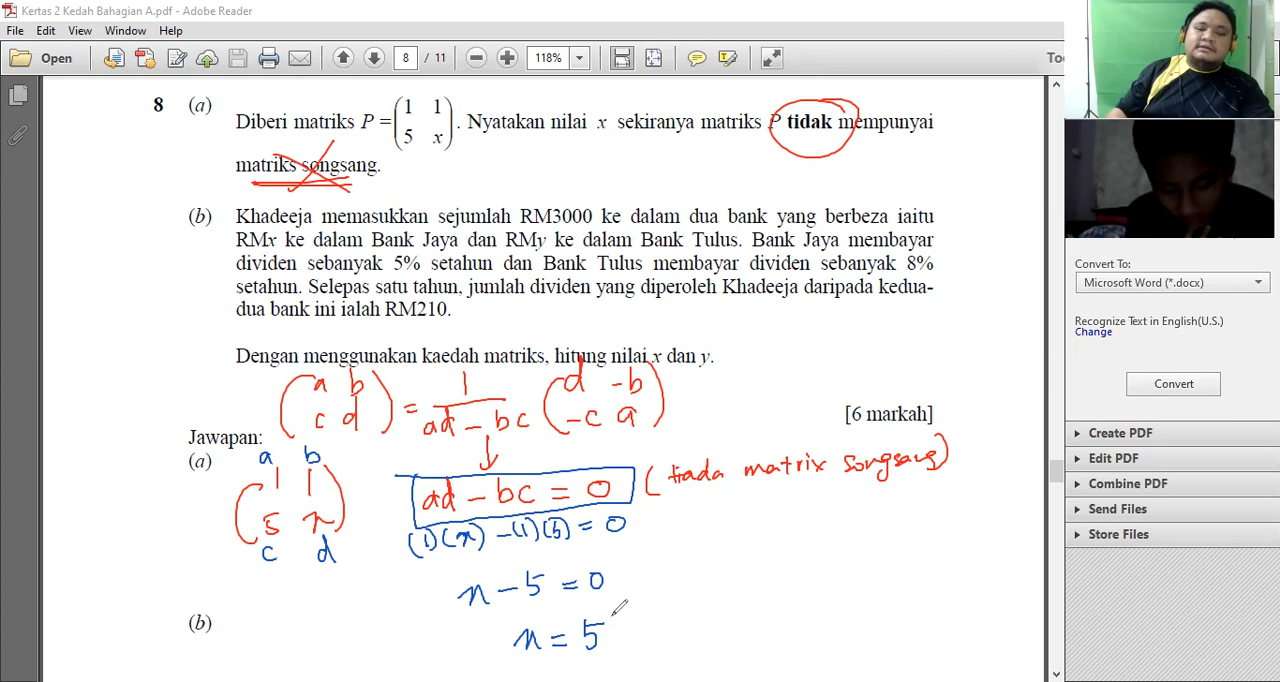 Kertas 2 Kedah Bahagian A.pdf - Adobe Reader
File Edit View Window Help
Open 8 / 11 118% Too
8 (a) Diberi matriks P = (1 1
5 x). Nyatakan nilai x sekiranya matriks P tidak mempunyai
matriks songsang.
(b) Khadeeja memasukkan sejumlah RM3000 ke dalam dua bank yang berbeza iaitu
RMx ke dalam Bank Jaya dan RMy ke dalam Bank Tulus. Bank Jaya membayar
dividen sebanyak 5% setahun dan Bank Tulus membayar dividen sebanyak 8%
setahun. Selepas satu tahun, jumlah dividen yang diperoleh Khadeeja daripada kedua-
dua bank ini ialah RM210.
Dengan menggunakan kaedah matriks, hitung nilai x dan y.
(a b
c d) = 1 / ad - bc (d -b
-c a)
[6 markah]
Jawapan:
(a)
a b
(1 1
5 x)
c d
ad - bc = 0 (tiada matrix songsang)
(1)(x) - (1)(5) = 0
x - 5 = 0
x = 5
(b)
Convert To:
Microsoft Word (*.docx)
Recognize Text in English(U.S.)
Change
Convert
Create PDF
Edit PDF
Combine PDF
Send Files
Store Files